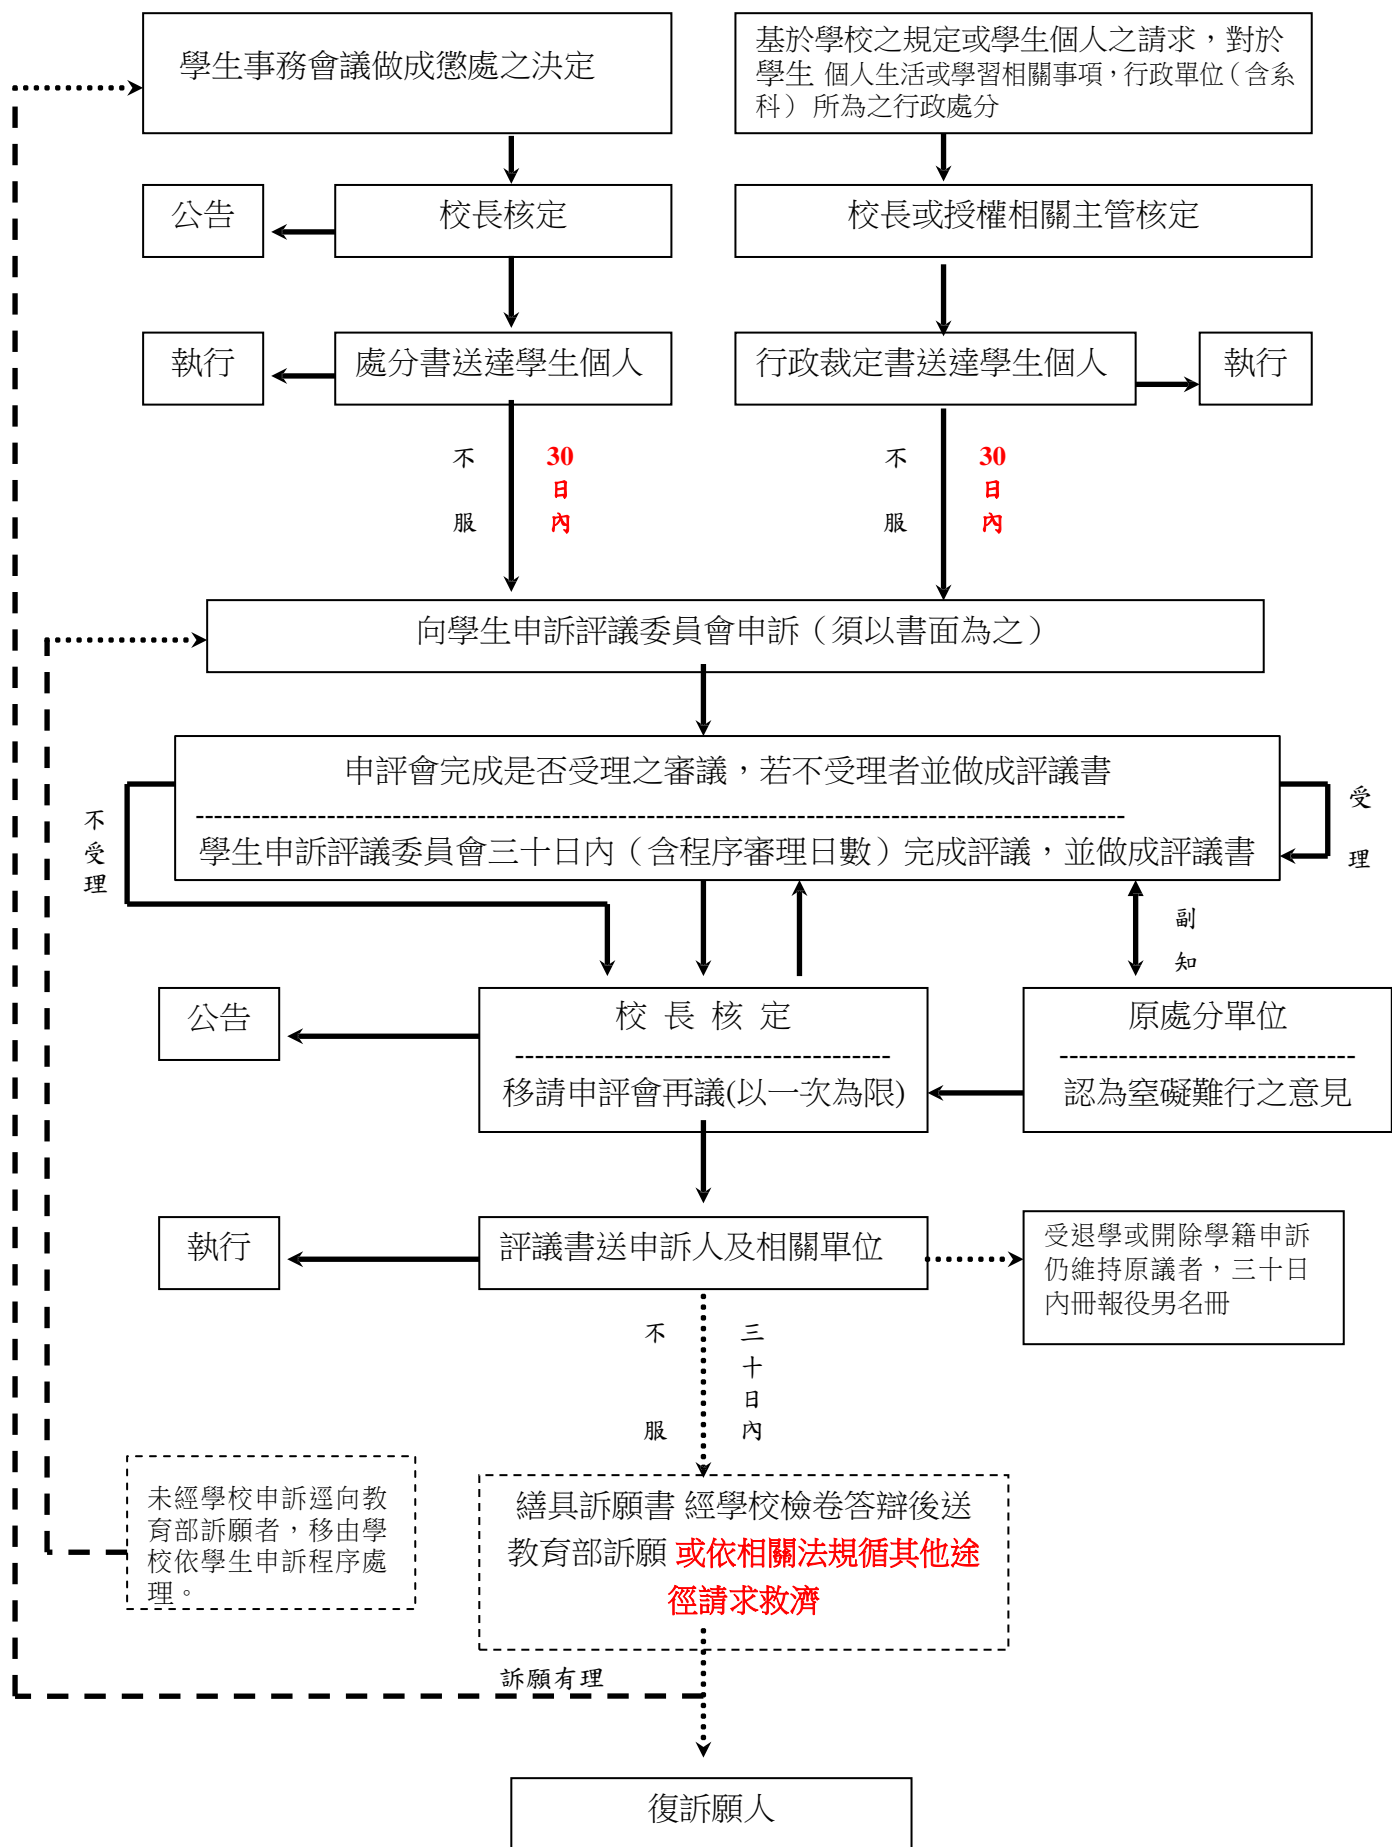 學生事務會議做成懲處之決定
基於學校之規定或學生個人之請求，對於
學生 個人生活或學習相關事項，行政單位（含系
科） 所為之行政處分
公告
校長核定
校長或授權相關主管核定
執行
處分書送達學生個人
行政裁定書送達學生個人
執行
不服
30日內
不服
30日內
向學生申訴評議委員會申訴（須以書面為之）
申評會完成是否受理之審議，若不受理者並做成評議書
學生申訴評議委員會三十日內（含程序審理日數）完成評議，並做成評議書
不受理
受理
副知
公告
校 長 核 定
移請申評會再議(以一次為限)
原處分單位
認為窒礙難行之意見
執行
評議書送申訴人及相關單位
受退學或開除學籍申訴
仍維持原議者，三十日
內冊報役男名冊
不服
三十日內
未經學校申訴逕向教
育部訴願者，移由學
校依學生申訴程序處
理。
繕具訴願書 經學校檢卷答辯後送
教育部訴願 或依相關法規循其他途
徑請求救濟
訴願有理
復訴願人